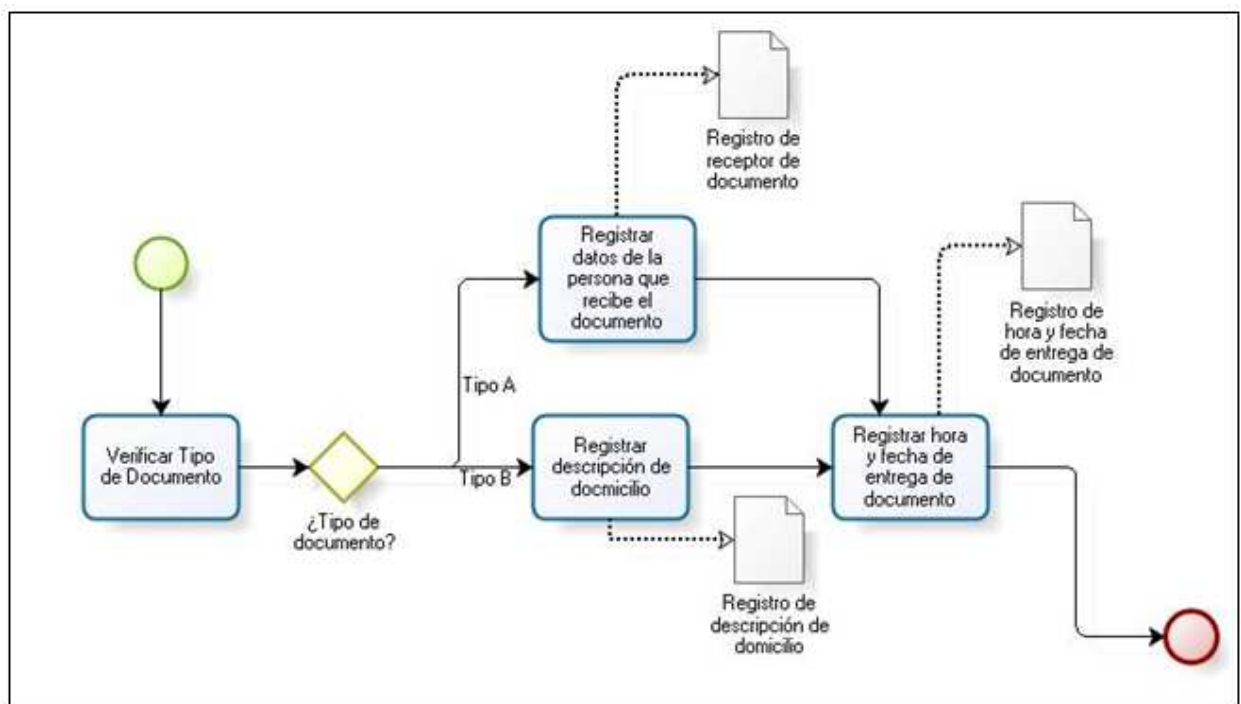 Registro de
receptor de
documento
Registrar
datos de la
persona que
recibe el
documento
Registro de
hora y fecha
de entrega de
documento
Tipo A
Verificar Tipo
de Documento
¿Tipo de
documento?
Tipo B
Registrar
descripción de
docmicilio
Registrar hora
y fecha de
entrega de
documento
Registro de
descripción de
domicilio